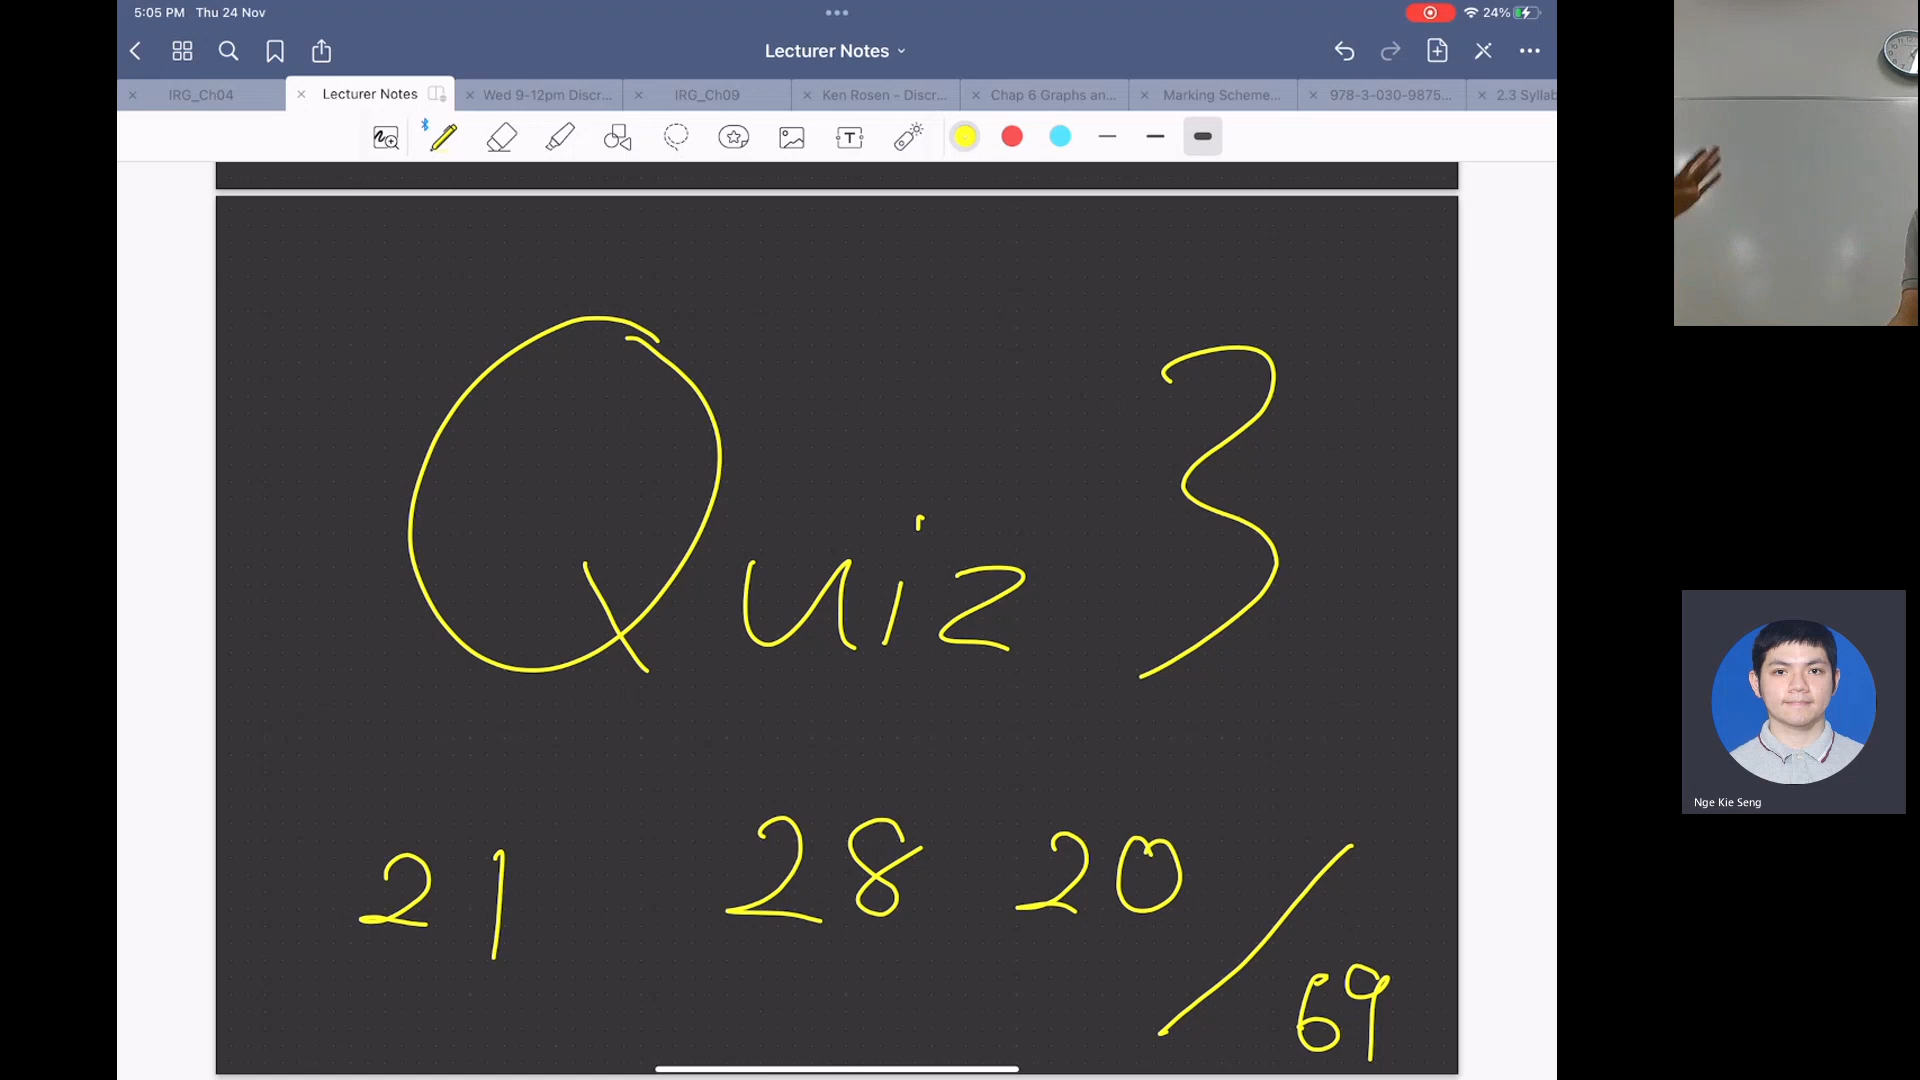 5:05 PM Thu 24 Nov
24%
Lecturer Notes
IRG_Ch04
Lecturer Notes
Wed 9-12pm Discr...
IRG_Ch09
Ken Rosen – Discr...
Chap 6 Graphs an...
Marking Scheme...
978-3-030-9875...
2.3 Syllab
Quiz 3
21 28 20 / 69
Nge Kie Seng